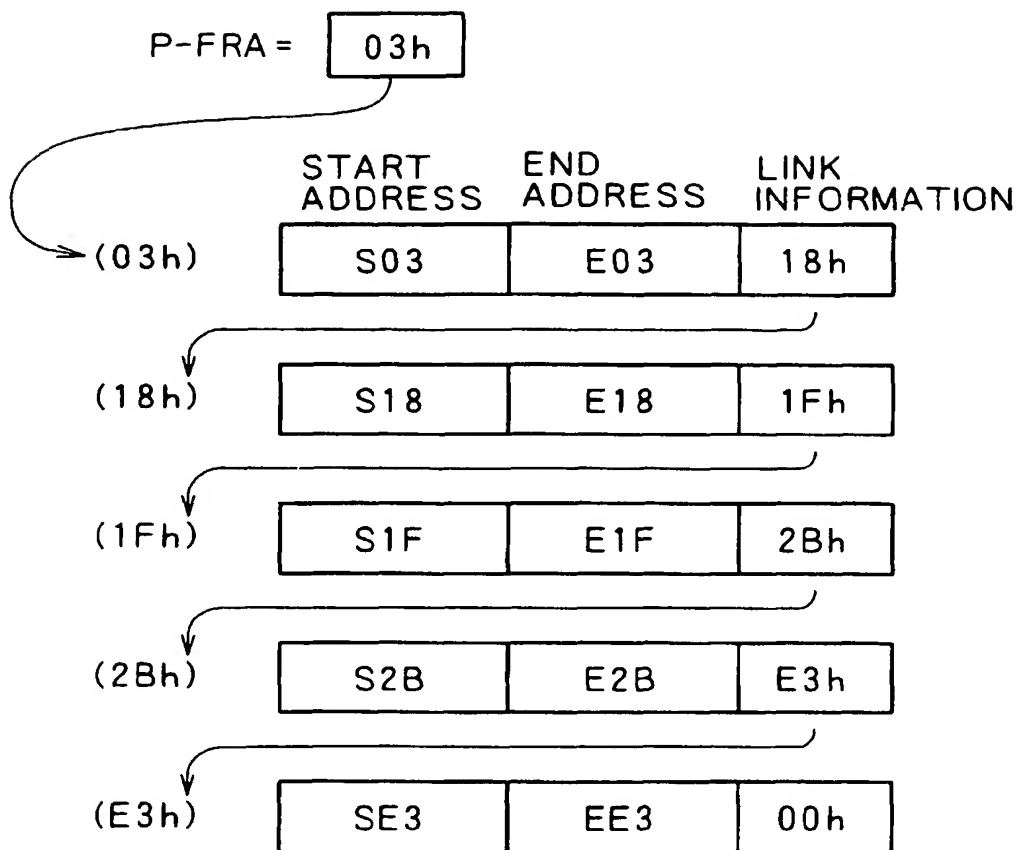 P-FRA= 03h
START ADDRESS END ADDRESS LINK INFORMATION
(03h) S03 E03 18h
(18h) S18 E18 1Fh
(1Fh) S1F E1F 2Bh
(2Bh) S2B E2B E3h
(E3h) SE3 EE3 00h